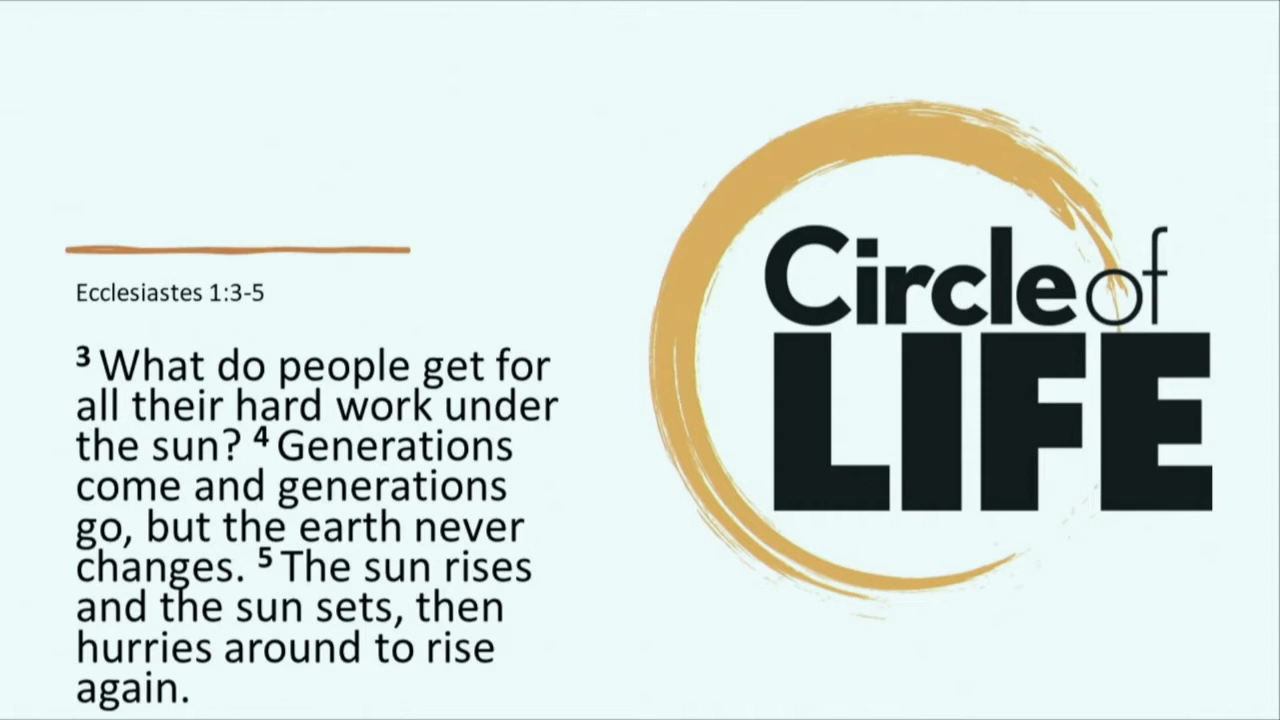 Ecclesiastes 1:3-5
³ What do people get for
all their hard work under
the sun? ⁴ Generations
come and generations
go, but the earth never
changes. ⁵ The sun rises
and the sun sets, then
hurries around to rise
again.
Circle of
LIFE